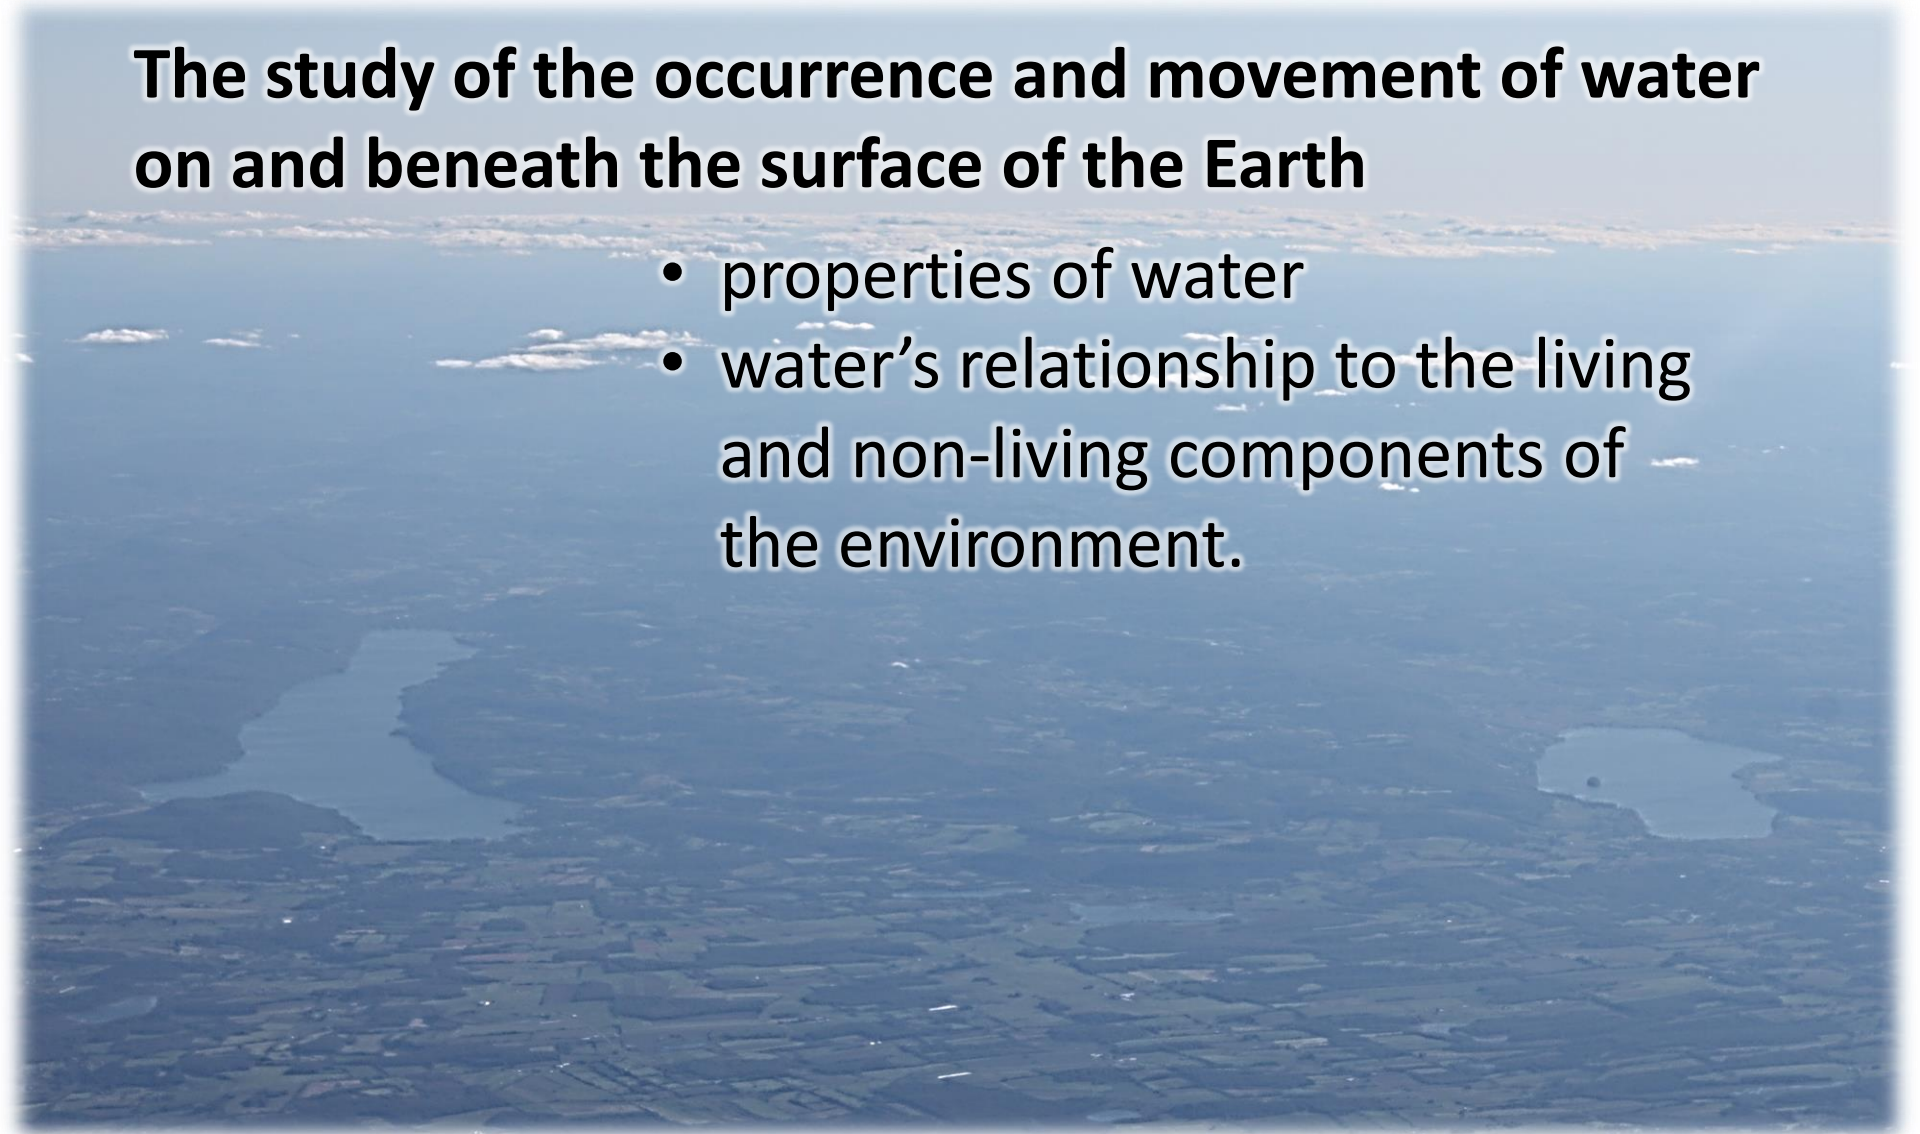 The study of the occurrence and movement of water
on and beneath the surface of the Earth
• properties of water
• water’s relationship to the living
and non-living components of
the environment.